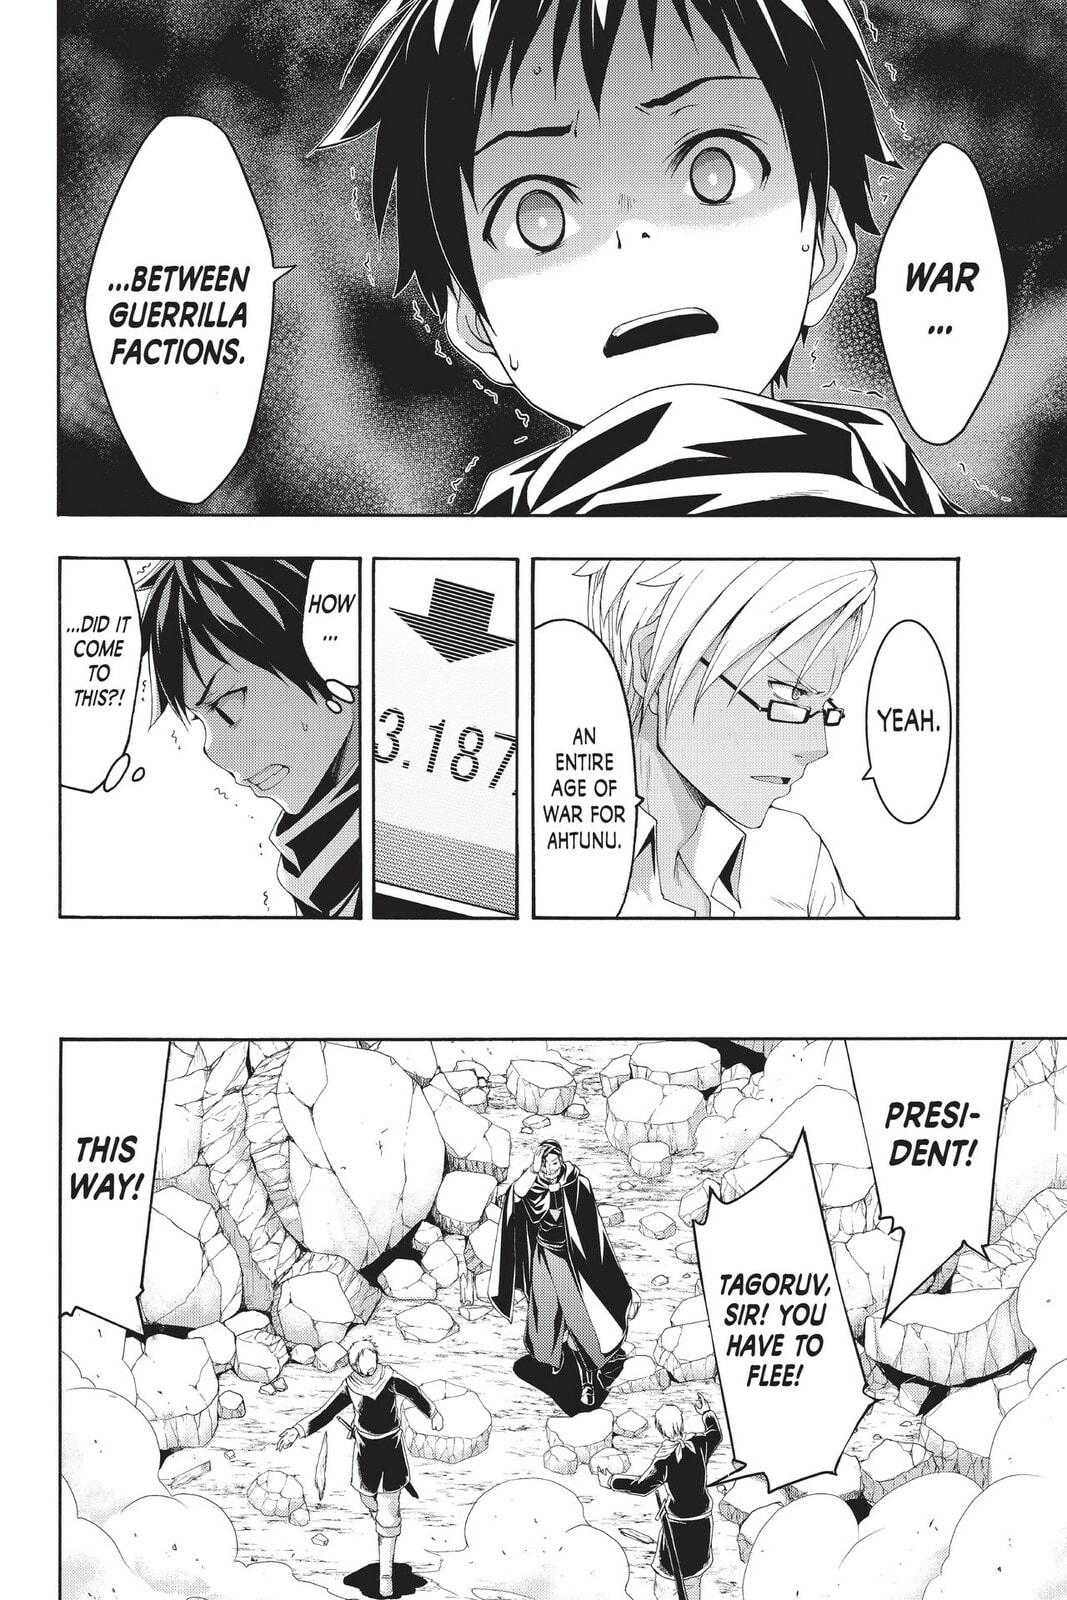 WAR
...
...BETWEEN
GUERRILLA
FACTIONS.
YEAH.
AN
ENTIRE
AGE OF
WAR FOR
AHTUNU.
3.187
HOW
...
...DID IT
COME
TO
THIS?!
PRESI-
DENT!
TAGORUV,
SIR! YOU
HAVE TO
FLEE!
THIS
WAY!